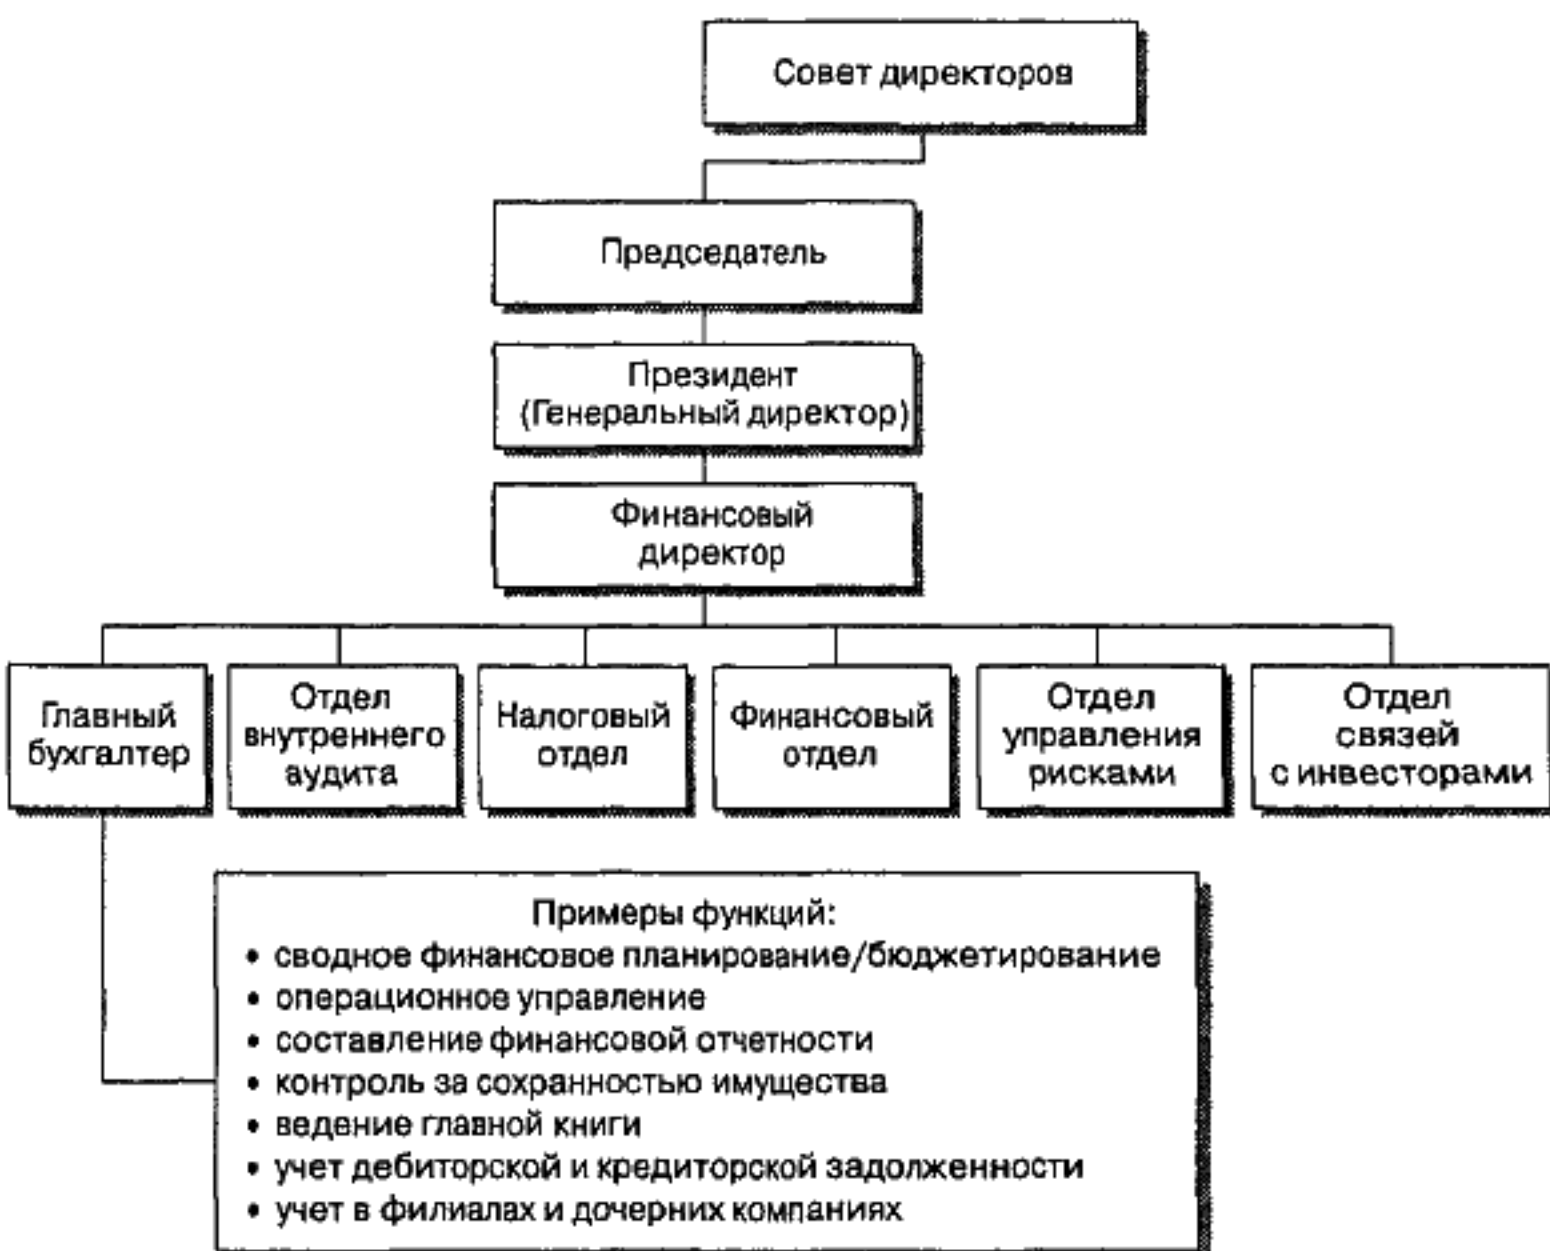 Совет директоров
Председатель
Президент
(Генеральный директор)
Финансовый
директор
Главный
бухгалтер
Отдел
внутреннего
аудита
Налоговый
отдел
Финансовый
отдел
Отдел
управления
рисками
Отдел
связей
с инвесторами
Примеры функций:
• сводное финансовое планирование/бюджетирование
• операционное управление
• составление финансовой отчетности
• контроль за сохранностью имущества
• ведение главной книги
• учет дебиторской и кредиторской задолженности
• учет в филиалах и дочерних компаниях